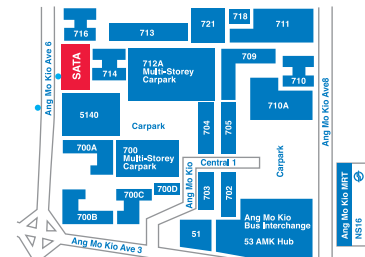 716
713
721
718
711
Ang Mo Kio Ave 6
SATA
714
712A
Multi-Storey
Carpark
709
710
710A
Ang Mo Kio Ave8
5140
Carpark
704
705
700A
700
Multi-Storey
Carpark
Ang Mo Kio
Central 1
Carpark
700D
700C
700B
703
702
51
Ang Mo Kio
Bus Interchange
53 AMK Hub
Ang Mo Kio Ave 3
Ang Mo Kio MRT
NS16